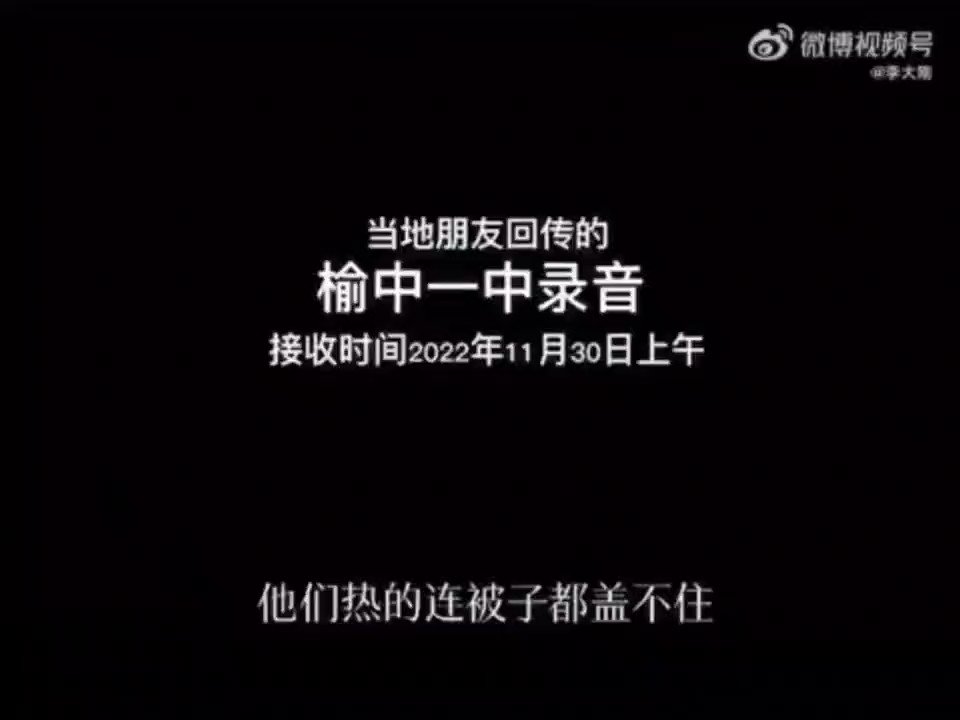 微博视频号
@李大刚
当地朋友回传的
榆中一中录音
接收时间2022年11月30日上午
他们热的连被子都盖不住